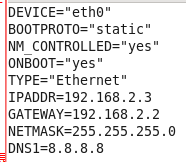 DEVICE="eth0"
BOOTPROTO="static"
NM_CONTROLLED="yes"
ONBOOT="yes"
TYPE="Ethernet"
IPADDR=192.168.2.3
GATEWAY=192.168.2.2
NETMASK=255.255.255.0
DNS1=8.8.8.8